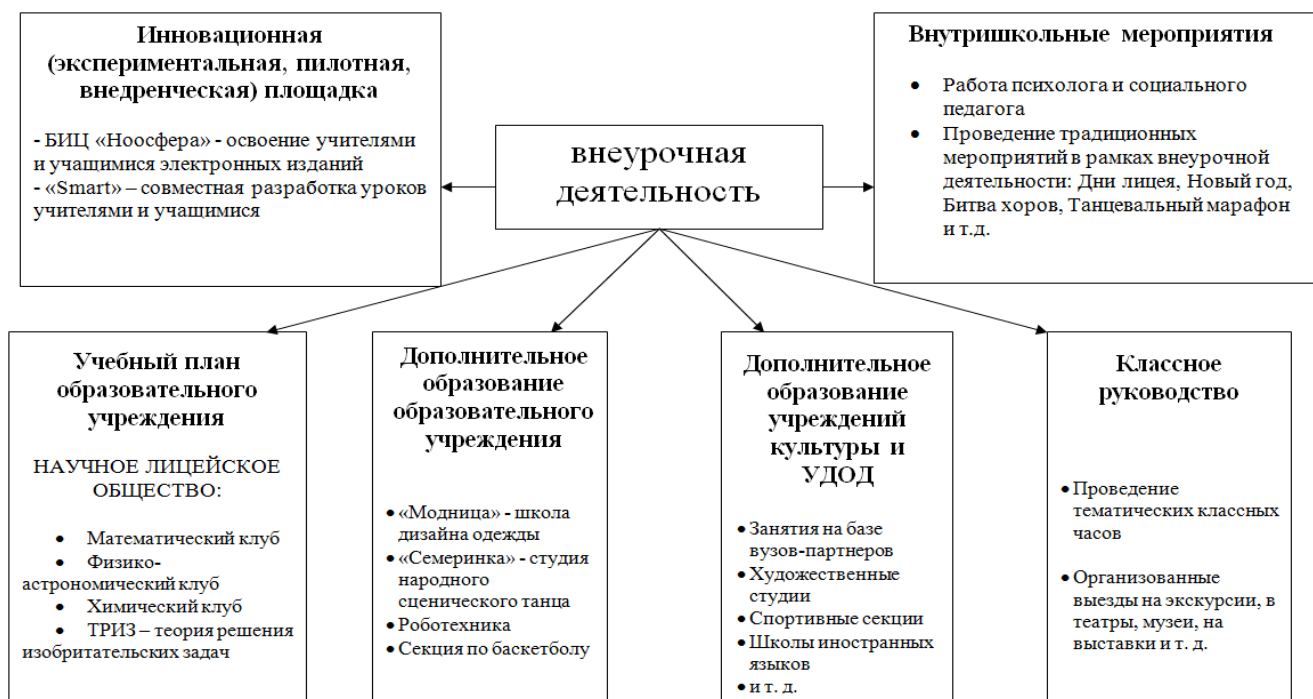 Инновационная
(экспериментальная, пилотная,
внедренческая) площадка
- БИЦ «Ноосфера» - освоение учителями
и учащимися электронных изданий
- «Smart» – совместная разработка уроков
учителями и учащимися
внеурочная
деятельность
Внутришкольные мероприятия
• Работа психолога и социального
педагога
• Проведение традиционных
мероприятий в рамках внеурочной
деятельности: Дни лицея, Новый год,
Битва хоров, Танцевальный марафон
и т.д.
Учебный план
образовательного
учреждения
НАУЧНОЕ ЛИЦЕЙСКОЕ
ОБЩЕСТВО:
• Математический клуб
• Физико-
астрономический клуб
• Химический клуб
• ТРИЗ – теория решения
изобритательских задач
Дополнительное
образование
образовательного
учреждения
• «Модница» - школа
дизайна одежды
• «Семеринка» - студия
народного
сценического танца
• Роботехника
• Секция по баскетболу
Дополнительное
образование
учреждений
культуры и
УДОД
• Занятия на базе
вузов-партнеров
• Художественные
студии
• Спортивные секции
• Школы иностранных
языков
• и т. д.
Классное
руководство
• Проведение
тематических классных
часов
• Организованные
выезды на экскурсии, в
театры, музеи, на
выставки и т. д.